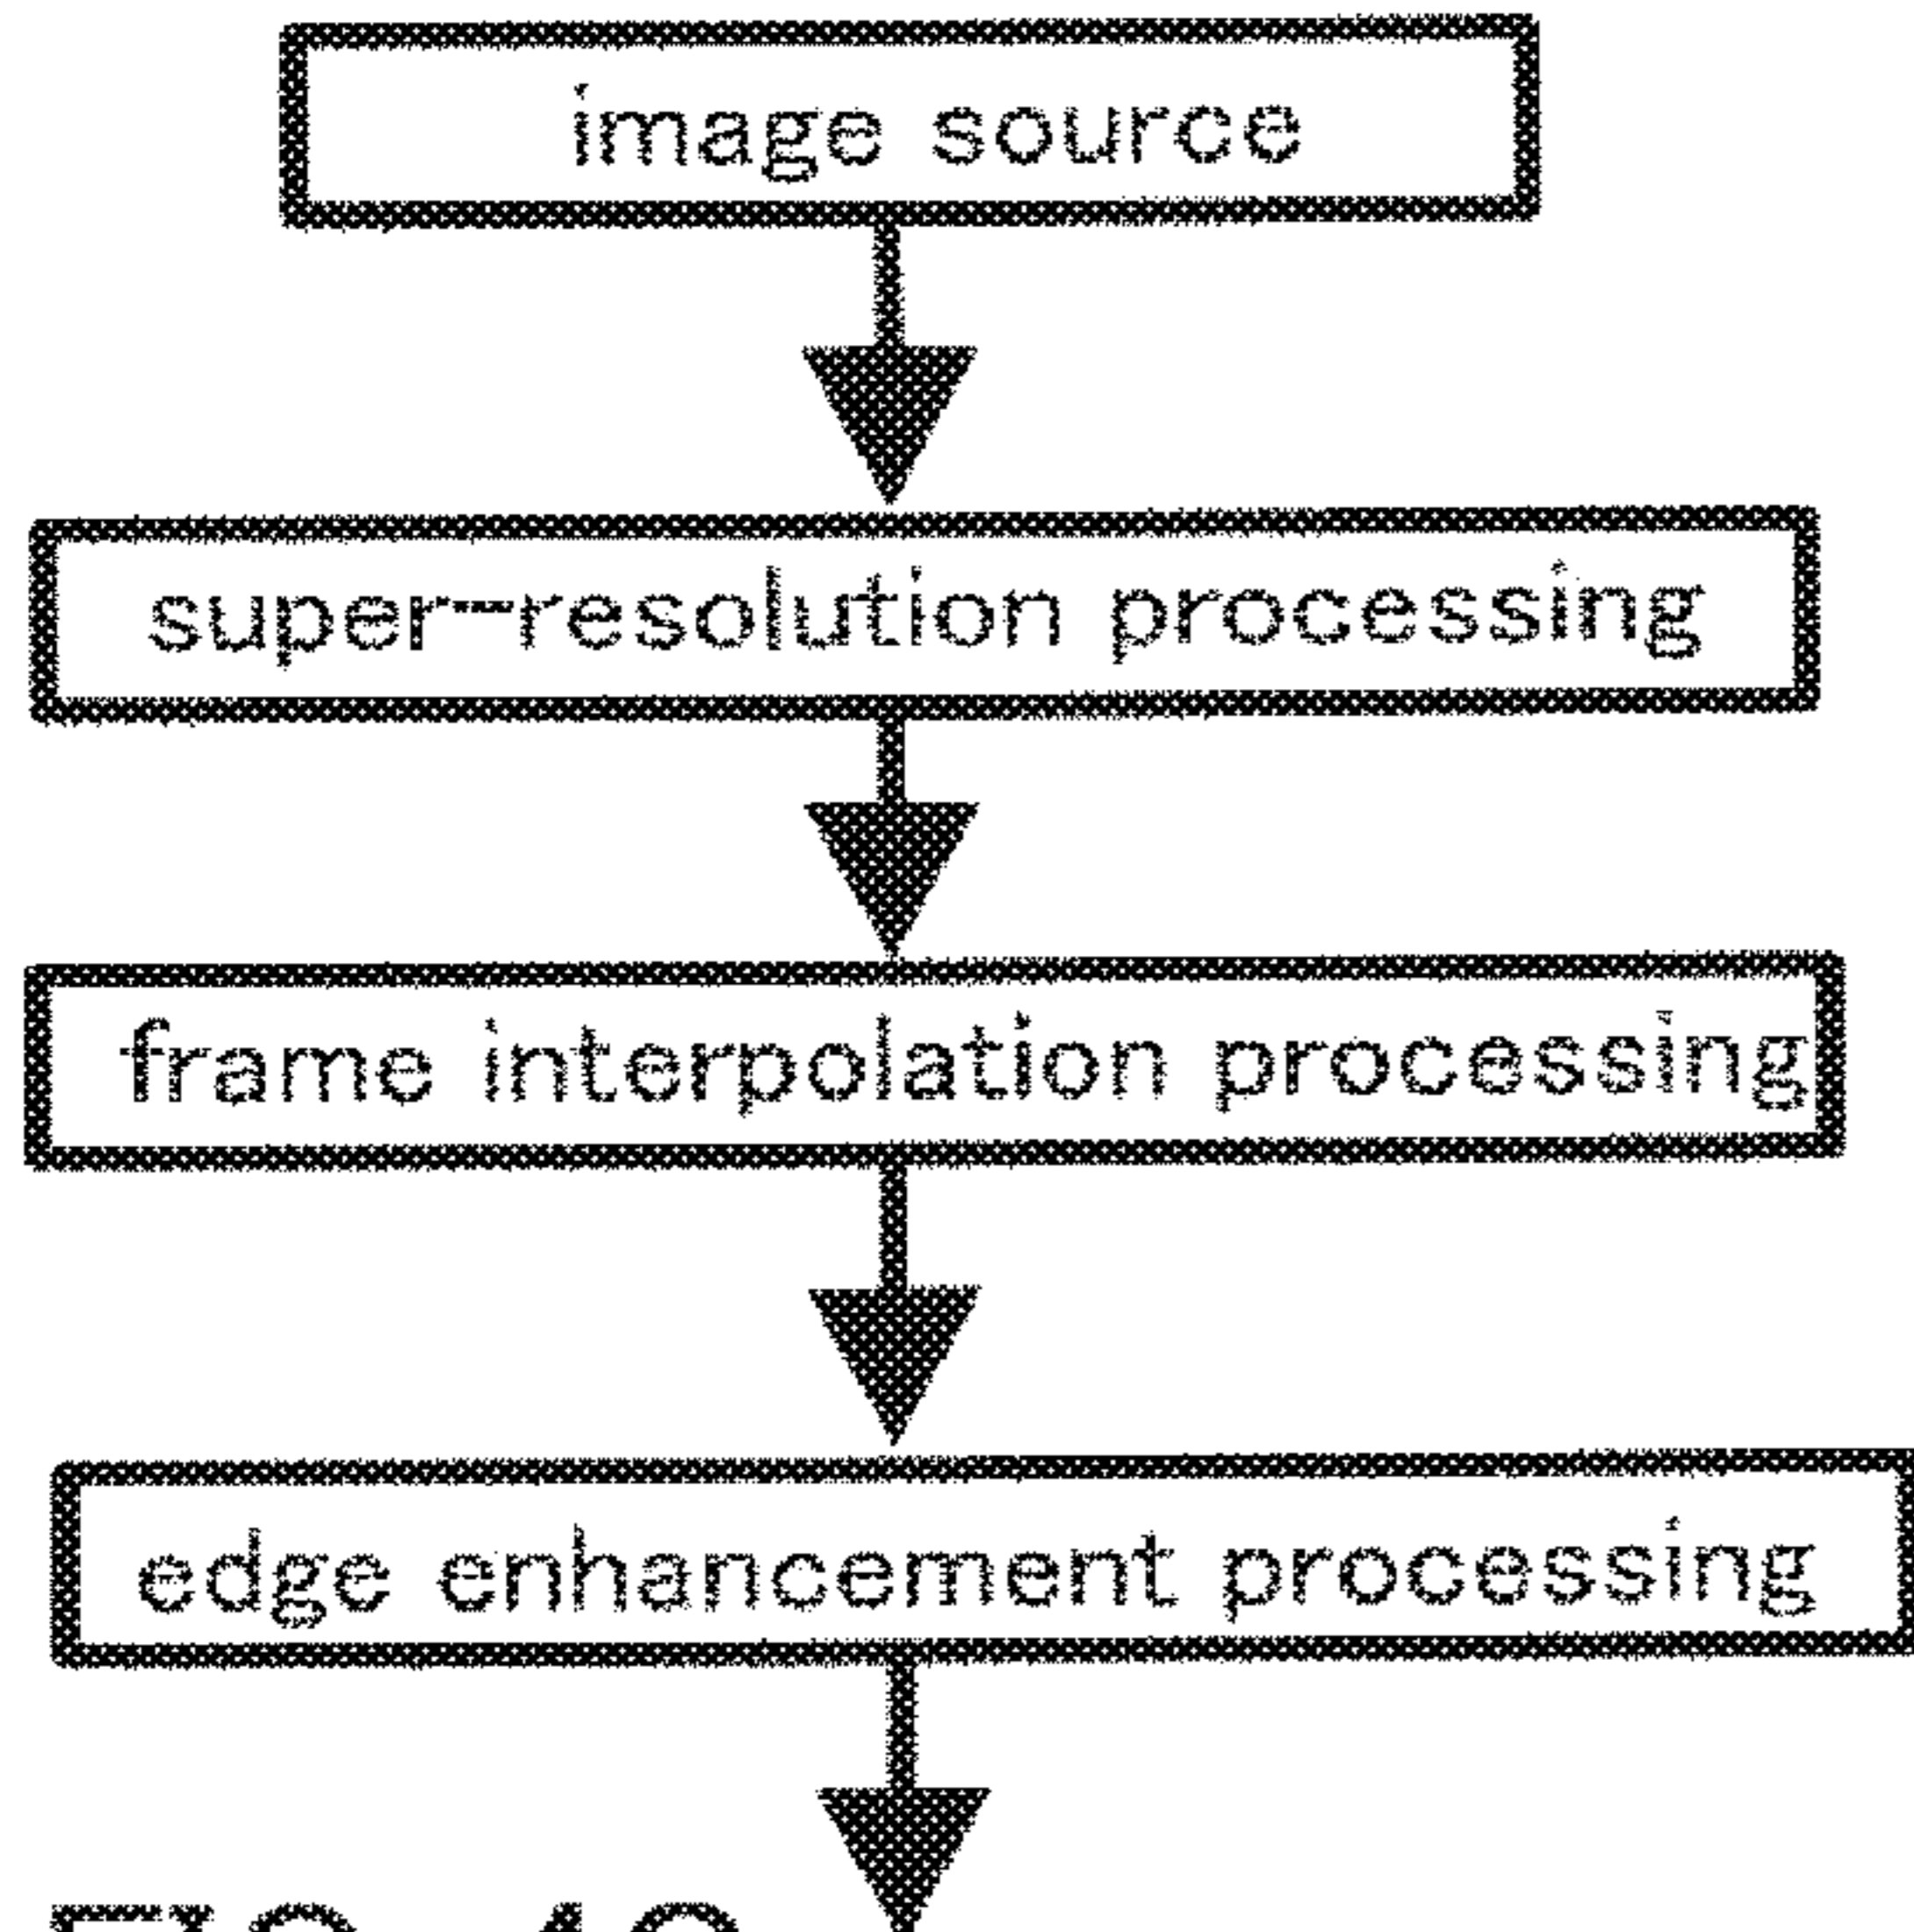 image source
super-resolution processing
frame interpolation processing
edge enhancement processing